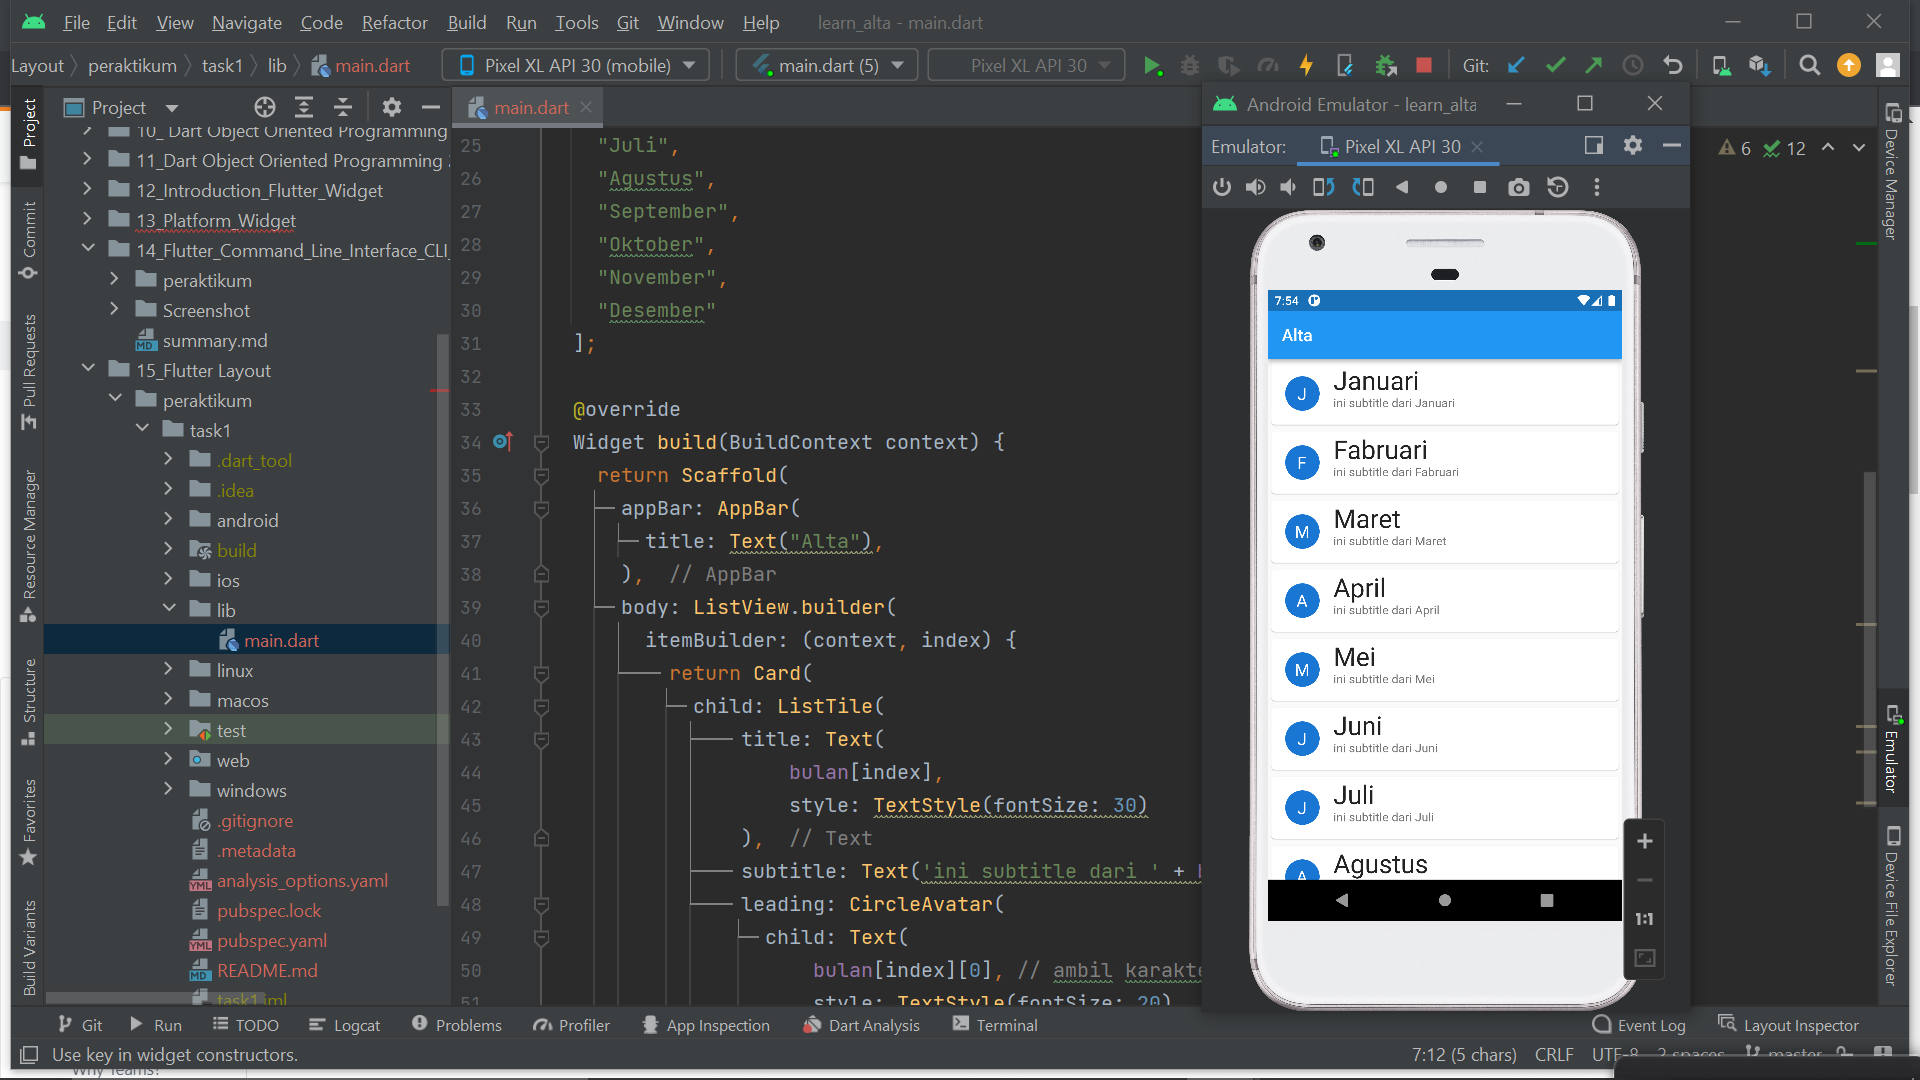 File Edit View Navigate Code Refactor Build Run Tools Git Window Help learn_alta - main.dart
Layout peraktikum task1 lib main.dart Pixel XL API 30 (mobile) main.dart (5) Pixel XL API 30 Git:
Project
Commit
Pull Requests
Resource Manager
Structure
Favorites
Build Variants
Project
10_ Dart Object Oriented Programming
11_Dart Object Oriented Programming
12_Introduction_Flutter_Widget
13_Platform_Widget
14_Flutter_Command_Line_Interface_CLI_
peraktikum
Screenshot
summary.md
15_Flutter Layout
peraktikum
task1
.dart_tool
.idea
android
build
ios
lib
main.dart
linux
macos
test
web
windows
.gitignore
.metadata
analysis_options.yaml
pubspec.lock
pubspec.yaml
README.md
task1.iml
main.dart
25 "Juli",
26 "Agustus",
27 "September",
28 "Oktober",
29 "November",
30 "Desember"
31 ];
32
33 @override
34 Widget build(BuildContext context) {
35 return Scaffold(
36 appBar: AppBar(
37 title: Text("Alta"),
38 ), // AppBar
39 body: ListView.builder(
40 itemBuilder: (context, index) {
41 return Card(
42 child: ListTile(
43 title: Text(
44 bulan[index],
45 style: TextStyle(fontSize: 30)
46 ), // Text
47 subtitle: Text('ini subtitle dari ' +
48 leading: CircleAvatar(
49 child: Text(
50 bulan[index][0], // ambil karakte
51 style: TextStyle(fontSize: 20)
6 12
Android Emulator - learn_alta
Emulator: Pixel XL API 30
7:54
Alta
J Januari
ini subtitle dari Januari
F Fabruari
ini subtitle dari Fabruari
M Maret
ini subtitle dari Maret
A April
ini subtitle dari April
M Mei
ini subtitle dari Mei
J Juni
ini subtitle dari Juni
J Juli
ini subtitle dari Juli
A Agustus
1:1
Device Manager
Emulator
Device File Explorer
Git Run TODO Logcat Problems Profiler App Inspection Dart Analysis Terminal Event Log Layout Inspector
Use key in widget constructors. 7:12 (5 chars) CRLF UTF-8 2 spaces master
Why Teams?